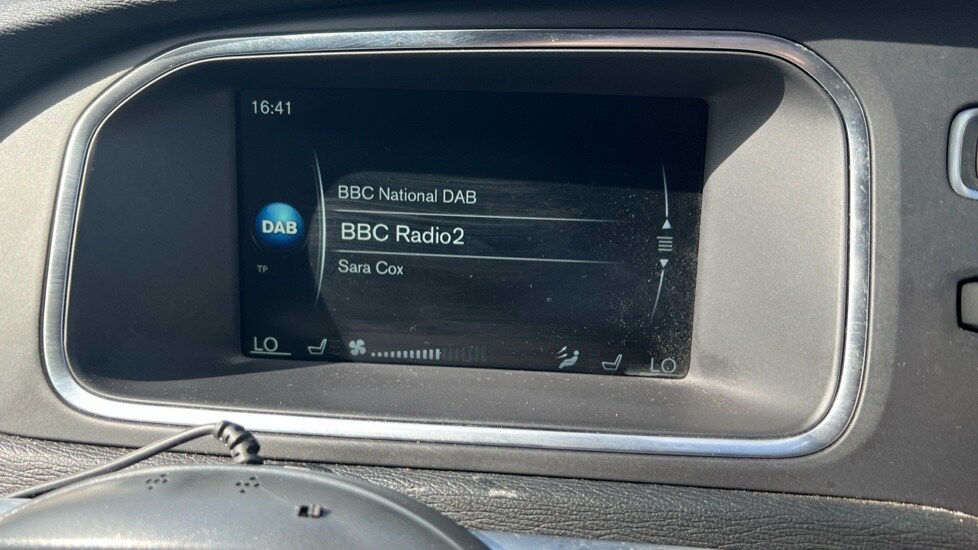 16:41
BBC National DAB
DAB
BBC Radio2
TP
Sara Cox
LO
LO